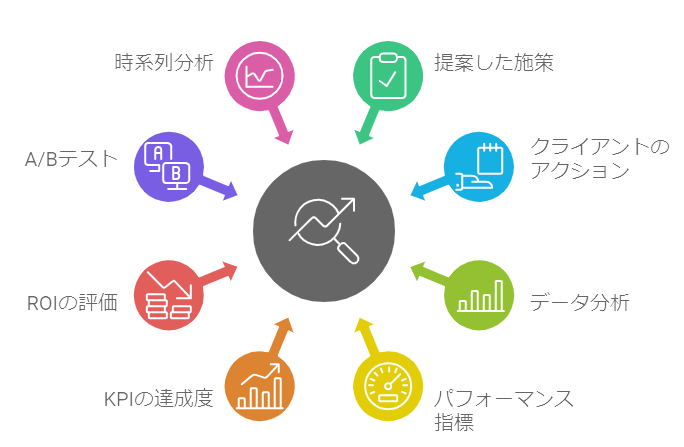 時系列分析
提案した施策
A/Bテスト
A
B
クライアントの
アクション
ROIの評価
データ分析
KPIの達成度
パフォーマンス
指標